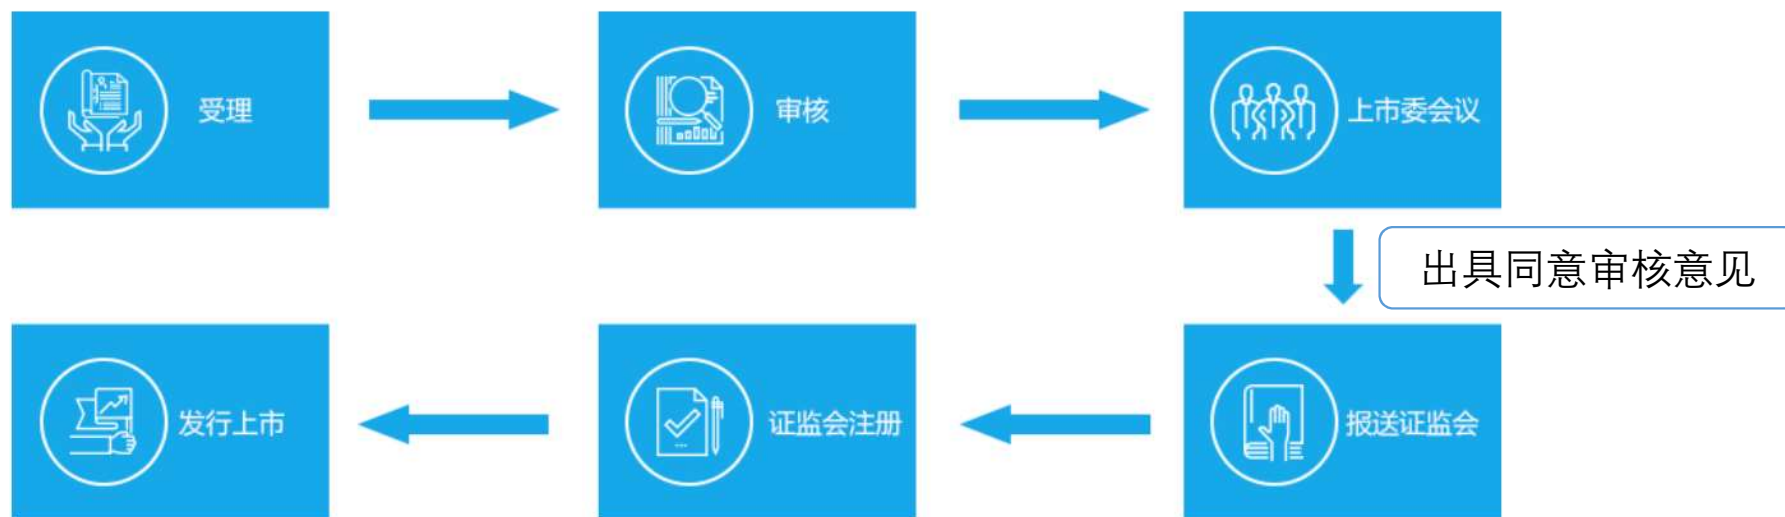 受理
审核
上市委会议
出具同意审核意见
报送证监会
证监会注册
发行上市